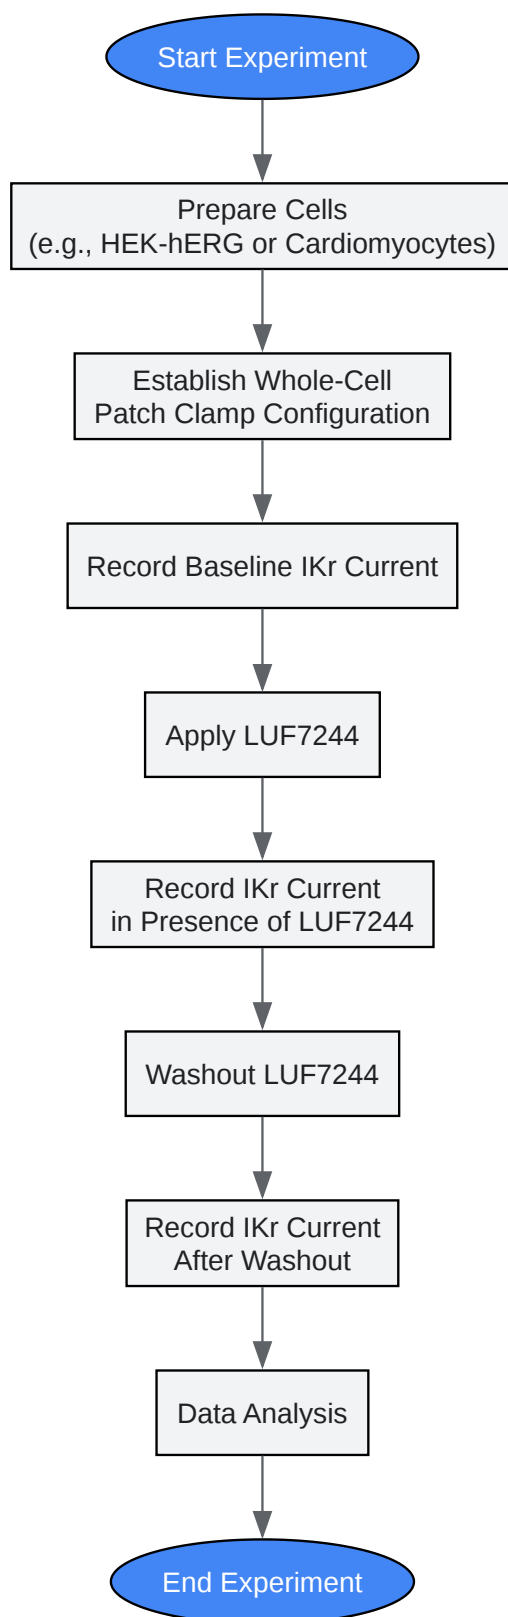 Start Experiment
Prepare Cells
(e.g., HEK-hERG or Cardiomyocytes)
Establish Whole-Cell
Patch Clamp Configuration
Record Baseline IKr Current
Apply LUF7244
Record IKr Current
in Presence of LUF7244
Washout LUF7244
Record IKr Current
After Washout
Data Analysis
End Experiment